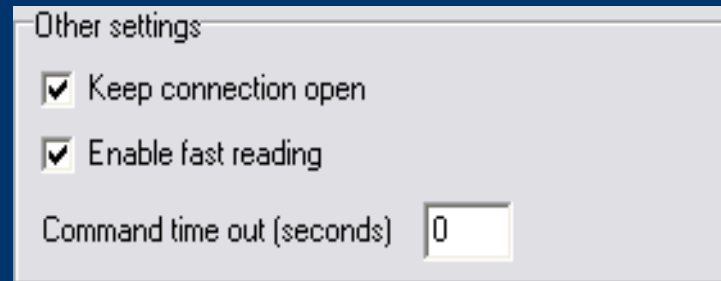 Other settings
Keep connection open
Enable fast reading
Command time out (seconds) 0